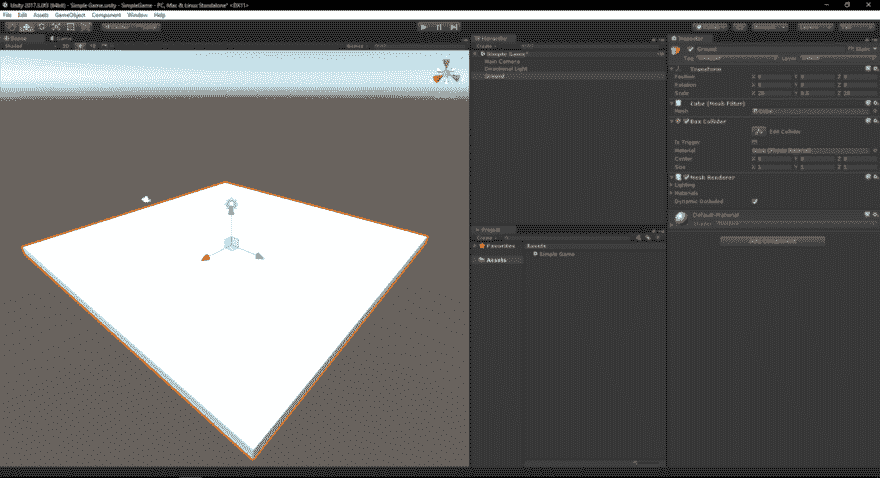 Unity 2017.1.0f3 (64bit) - Simple Game.unity - SimpleGame - PC, Mac & Linux Standalone* <DX11>
File Edit Assets GameObject Component Window Help
Scene Game
Shaded 2D
Hierarchy
Create
Simple Game*
Main Camera
Directional Light
Ground
Project
Create
Favorites
Assets
Assets
Simple Game
Inspector
Ground Static
Tag Layer Default
Transform
Position X 0 Y 0 Z 0
Rotation X 0 Y 0 Z 0
Scale X 20 Y 0.5 Z 20
Cube (Mesh Filter)
Mesh Cube
Box Collider
Edit Collider
Is Trigger
Material None (Physic Material)
Center X 0 Y 0 Z 0
Size X 1 Y 1 Z 1
Mesh Renderer
Lighting
Materials
Dynamic Occluded
Default-Material
Shader
Add Component